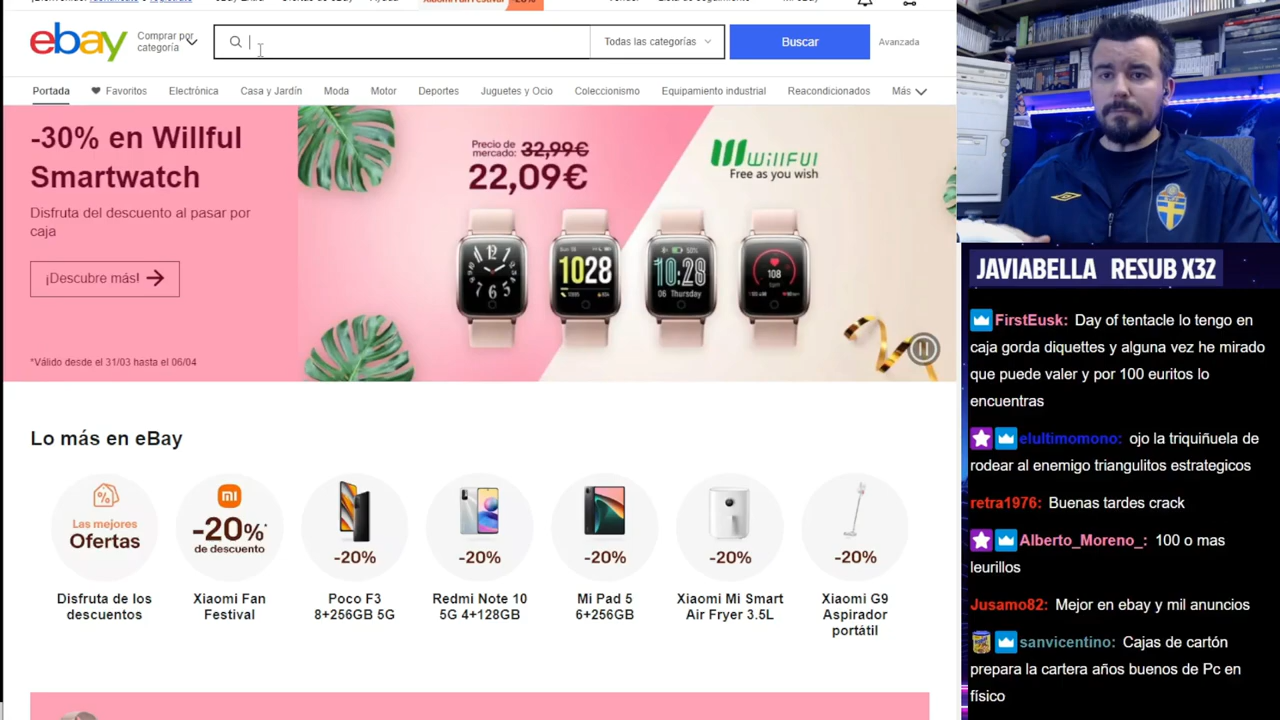 ebay
Comprar por
categoría
Todas las categorías
Buscar
Avanzada
Portada
Favoritos
Electrónica
Casa y Jardín
Moda
Motor
Deportes
Juguetes y Ocio
Coleccionismo
Equipamiento industrial
Reacondicionados
Más
-30% en Willful
Smartwatch
Disfruta del descuento al pasar por
caja
¡Descubre más!
*Válido desde el 31/03 hasta el 06/04
Precio de
mercado: 32,99€
22,09€
WILLFUL
Free as you wish
1028
10:28
06 Thursday
108
Lo más en eBay
Las mejores
Ofertas
Disfruta de los
descuentos
mi
-20%*
de descuento
Xiaomi Fan
Festival
-20%
Poco F3
8+256GB 5G
-20%
Redmi Note 10
5G 4+128GB
-20%
Mi Pad 5
6+256GB
-20%
Xiaomi Mi Smart
Air Fryer 3.5L
-20%
Xiaomi G9
Aspirador
portátil
JAVIABELLA RESUB X32
FirstEusk: Day of tentacle lo tengo en
caja gorda diquettes y alguna vez he mirado
que puede valer y por 100 euritos lo
encuentras
elultimomono: ojo la triquiñuela de
rodear al enemigo triangulitos estrategicos
retra1976: Buenas tardes crack
Alberto_Moreno_: 100 o mas
leurillos
Jusamo82: Mejor en ebay y mil anuncios
sanvicentino: Cajas de cartón
prepara la cartera años buenos de Pc en
físico